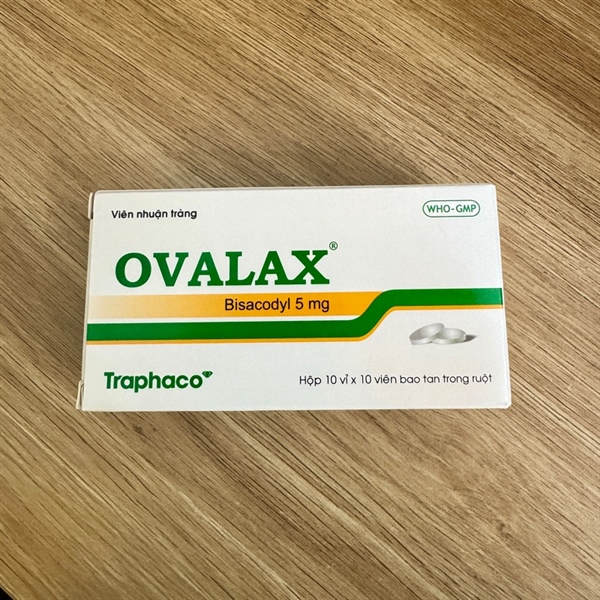 Viên nhuận tràng
WHO-GMP
OVALAX®
Bisacodyl 5 mg
Traphaco
Hộp 10 vỉ x 10 viên bao tan trong ruột